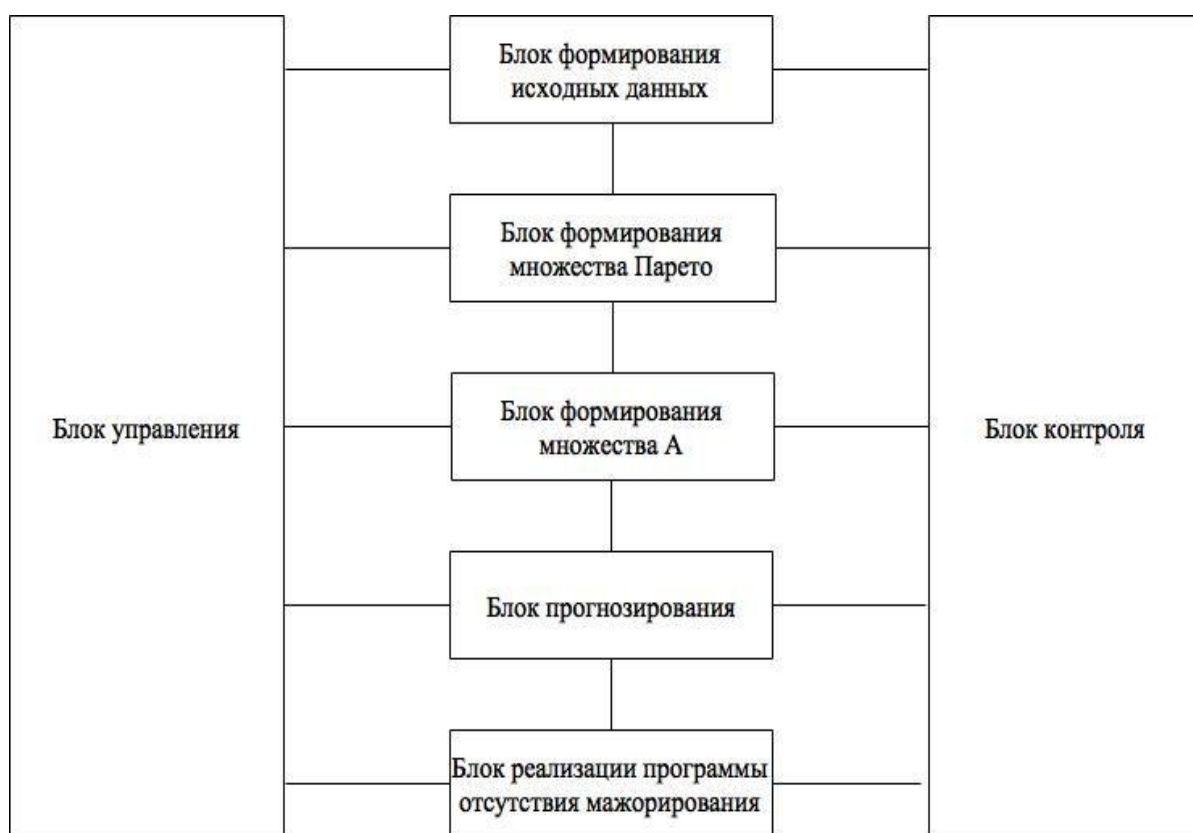 Блок формирования
исходных данных
Блок формирования
множества Парето
Блок управления
Блок формирования
множества А
Блок контроля
Блок прогнозирования
Блок реализации программы
отсутствия мажорирования